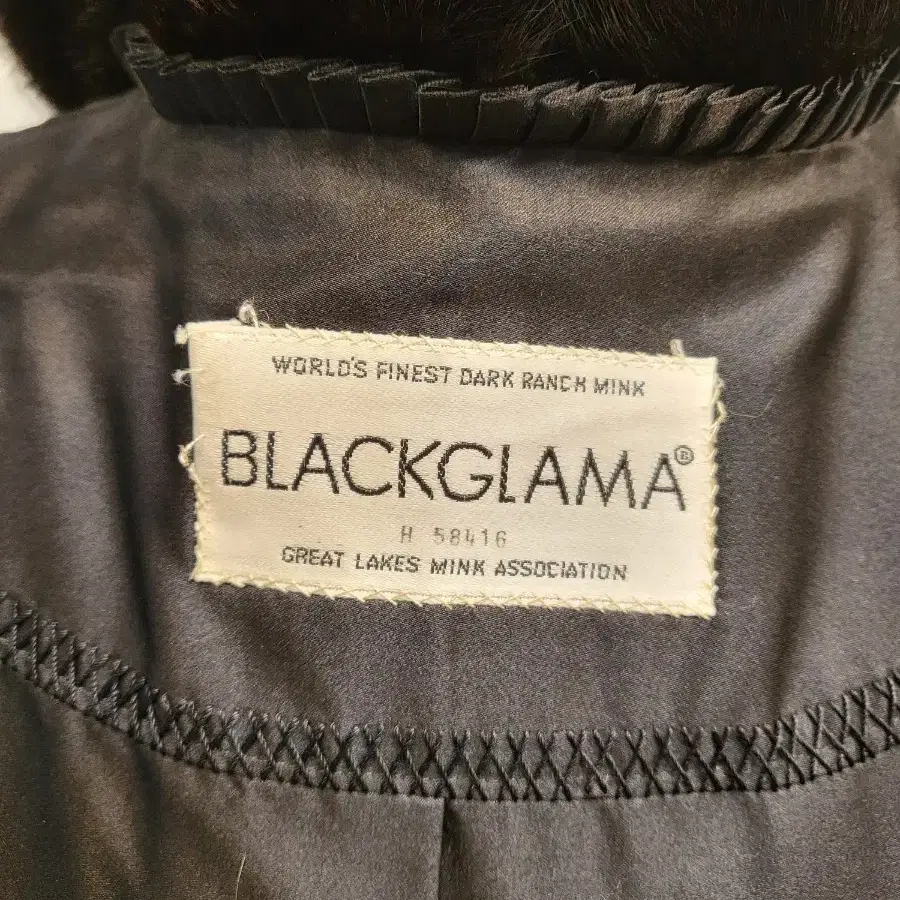 WORLD'S FINEST DARK RANCH MINK
BLACKGLAMA®
H 58416
GREAT LAKES MINK ASSOCIATION